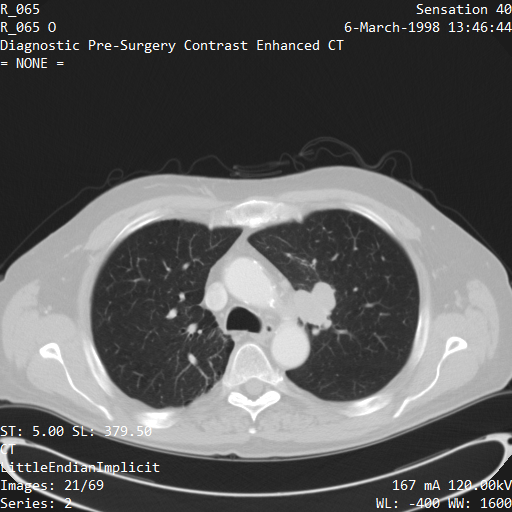 R_065
Sensation 40
R_065 O
6-March-1998 13:46:44
Diagnostic Pre-Surgery Contrast Enhanced CT
= NONE =
ST: 5.00 SL: 379.50
CT
LittleEndianImplicit
Images: 21/69
167 mA 120.00kV
Series: 2
WL: -400 WW: 1600